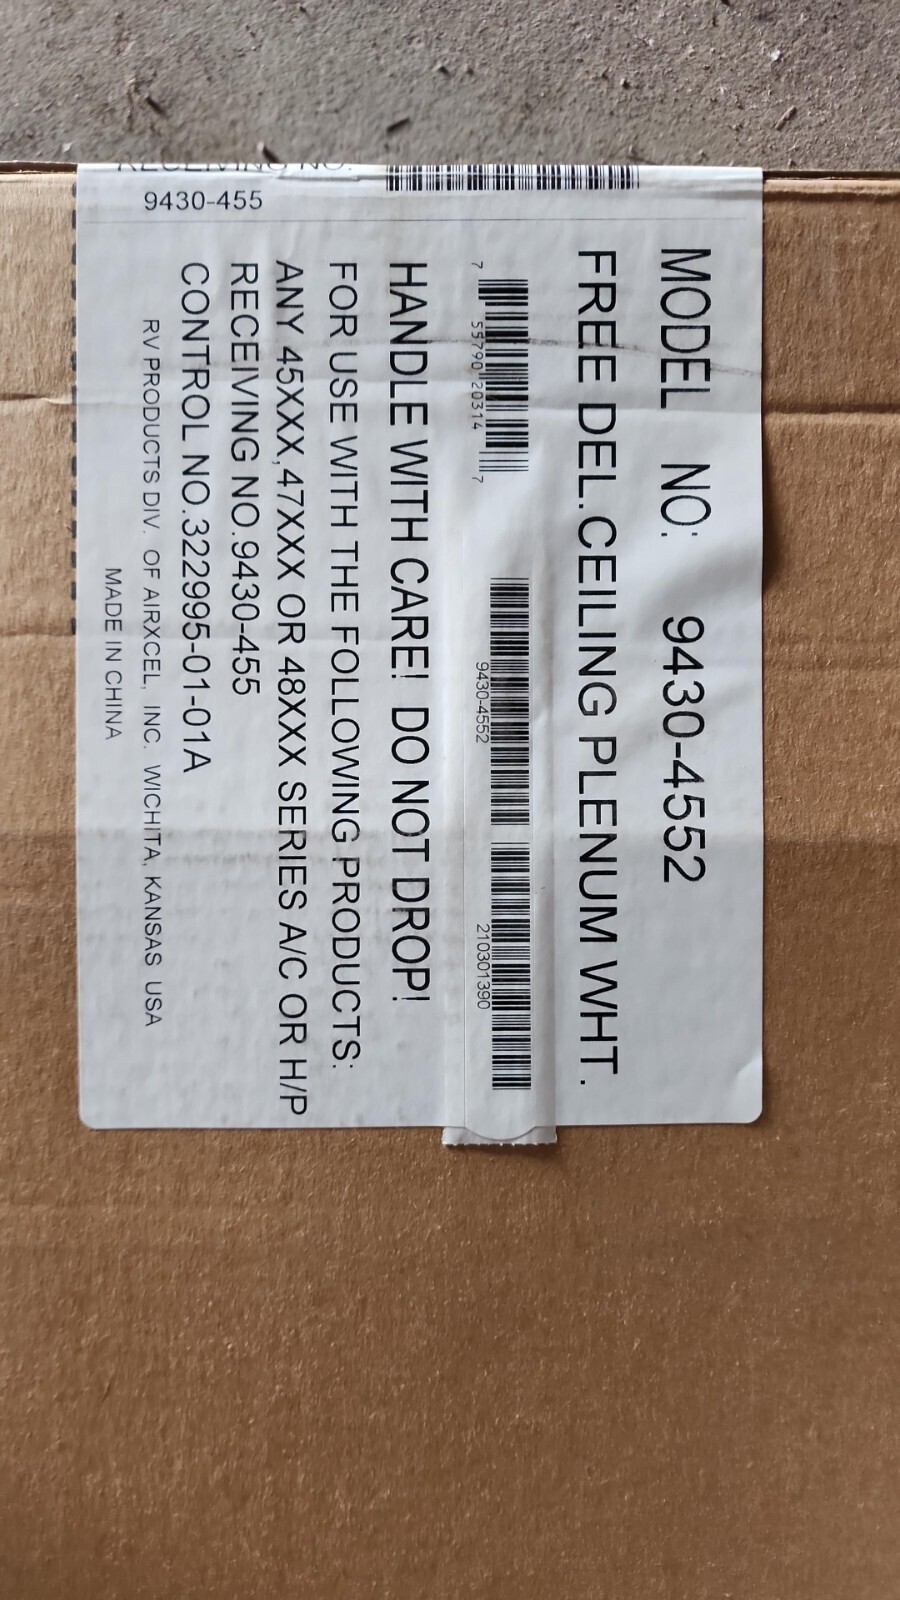 MODEL NO: 9430-4552
FREE DEL.CEILING PLENUM WHT.
7 55790 20314 7
9430-4552
210301390
HANDLE WITH CARE! DO NOT DROP!
FOR USE WITH THE FOLLOWING PRODUCTS:
ANY 45XXX,47XXX OR 48XXX SERIES A/C OR H/P
RECEIVING NO.9430-455
CONTROL NO.322995-01-01A
RV PRODUCTS DIV. OF AIRXCEL, INC. WICHITA, KANSAS USA
MADE IN CHINA
RECEIVING NO.
9430-455